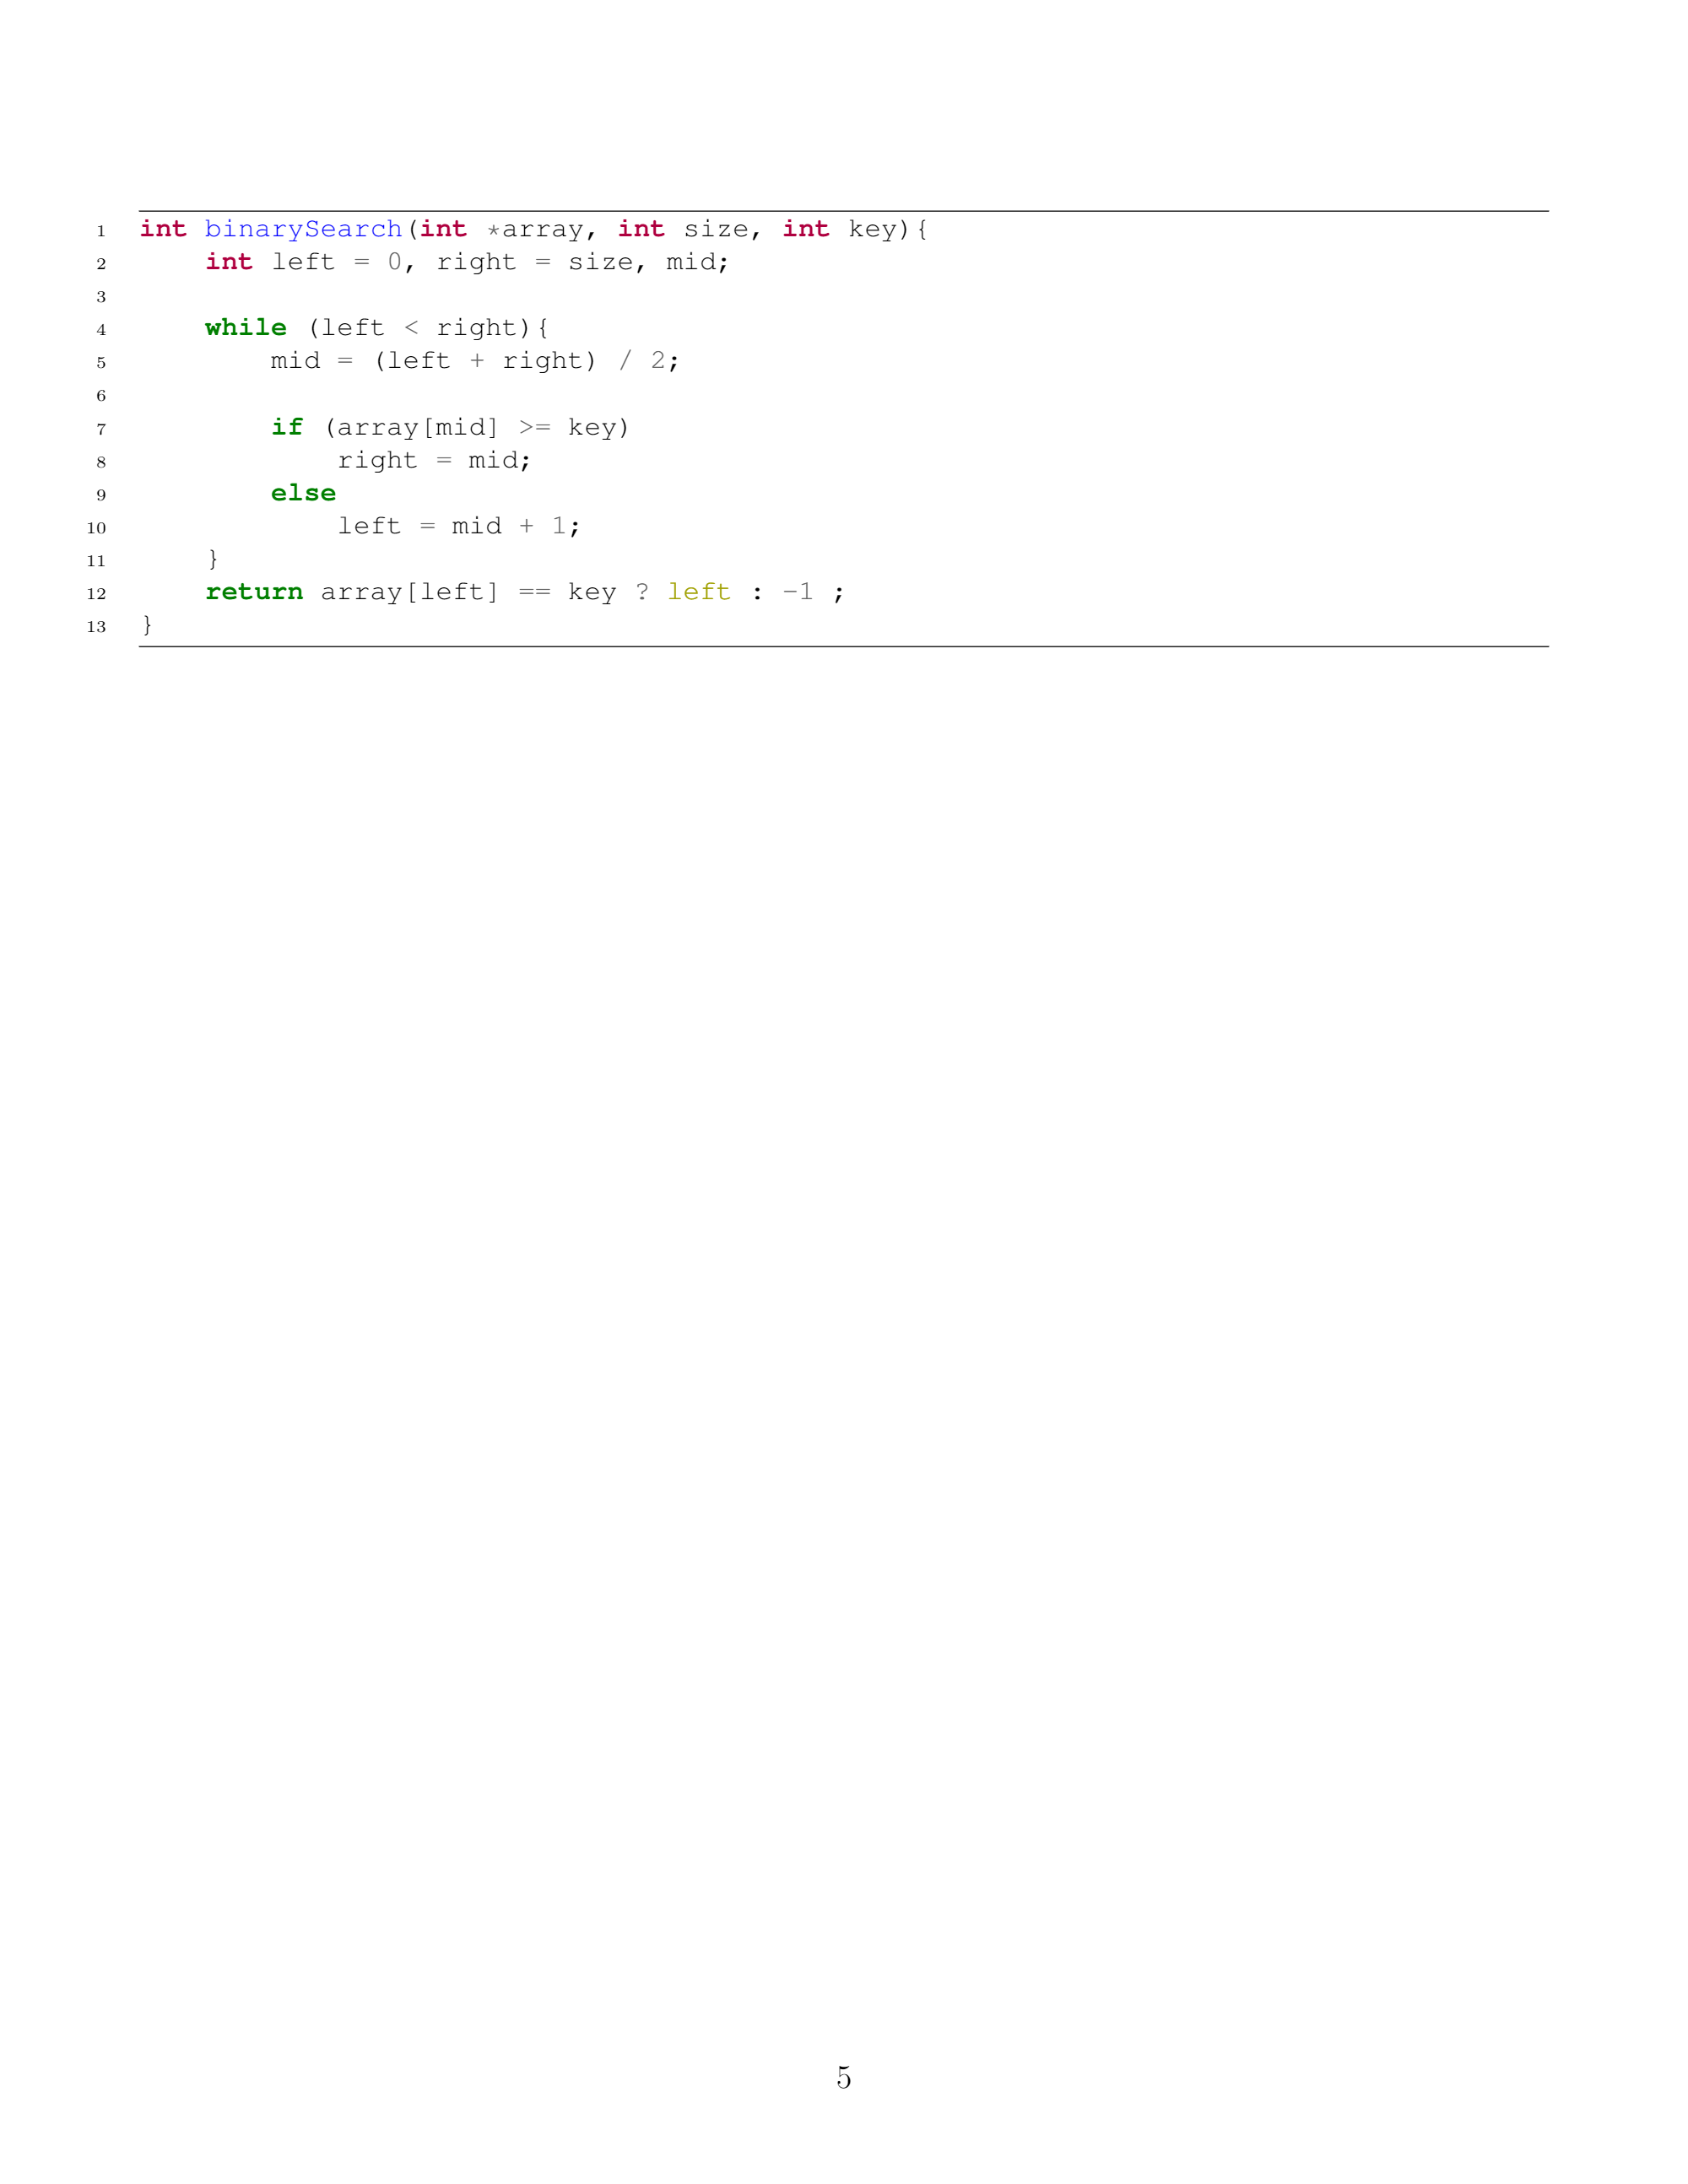 1 int binarySearch(int *array, int size, int key){
2     int left = 0, right = size, mid;
3
4     while (left < right){
5         mid = (left + right) / 2;
6
7         if (array[mid] >= key)
8             right = mid;
9         else
10             left = mid + 1;
11     }
12     return array[left] == key ? left : -1 ;
13 }
5